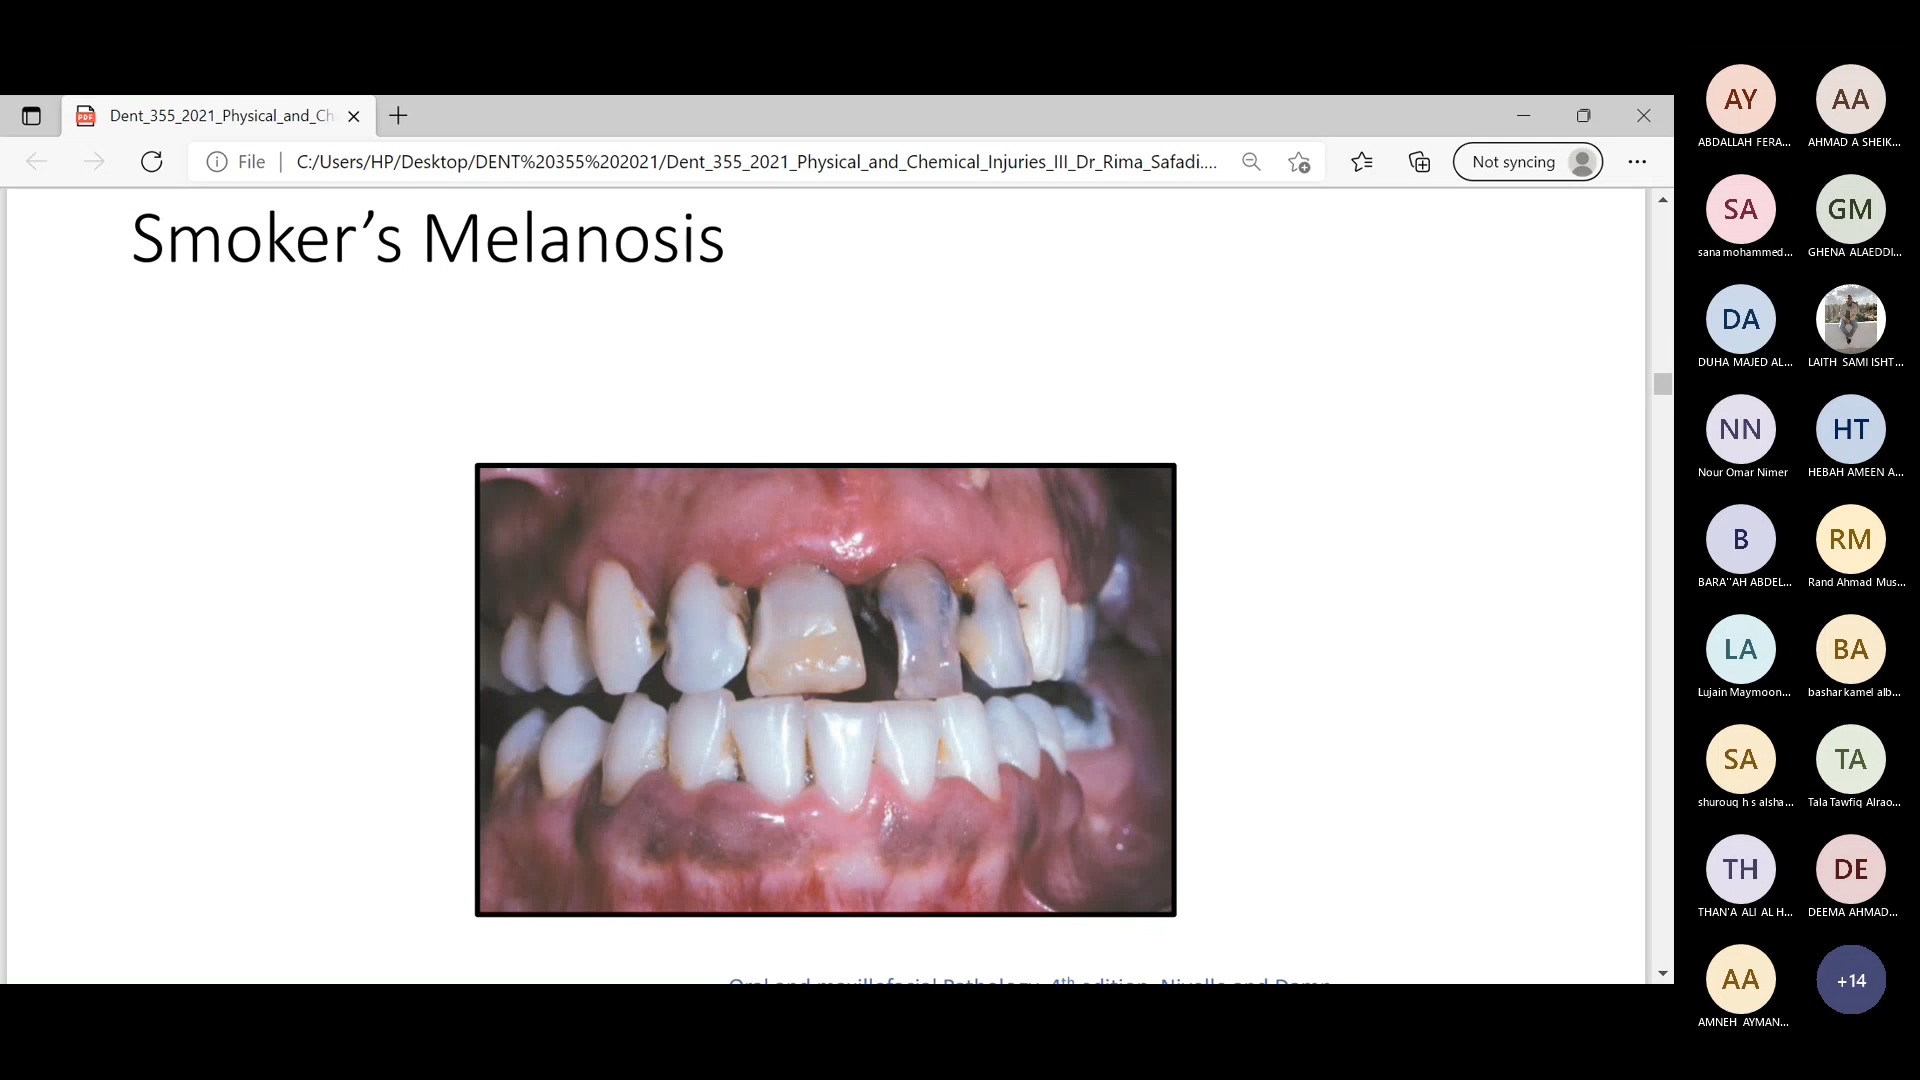 Dent_355_2021_Physical_and_Ch
File
C:/Users/HP/Desktop/DENT%20355%202021/Dent_355_2021_Physical_and_Chemical_Injuries_III_Dr_Rima_Safadi....
Not syncing
Smoker's Melanosis
AY
AA
ABDALLAH FERA...
AHMAD A SHEIK...
SA
GM
sana mohammed...
GHENA ALAEDDI...
DA
DUHA MAJED AL...
LAITH SAMI ISHT...
NN
HT
Nour Omar Nimer
HEBAH AMEEN A...
B
RM
BARA''AH ABDEL...
Rand Ahmad Mus...
LA
BA
Lujain Maymoon...
bashar kamel alb...
SA
TA
shurouq h s alsha...
Tala Tawfiq Alrao...
TH
DE
THAN'A ALI AL H...
DEEMA AHMAD...
AA
+14
AMNEH AYMAN...